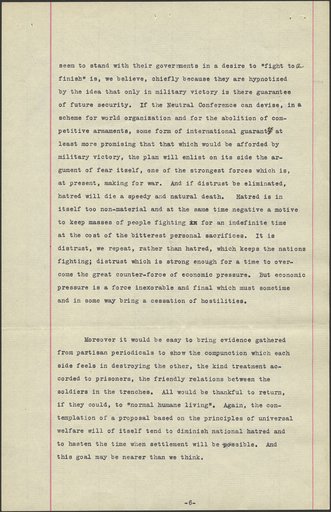 seem to stand with their governments in a desire to "fight to a
finish" is, we believe, chiefly because they are hypnotized
by the idea that only in military victory is there guarantee
of future security. If the Neutral Conference can devise, in a
scheme for world organization and for the abolition of com-
petitive armaments, some form of international guaranty at
least more promising that that which would be afforded by
military victory, the plan will enlist on its side the ar-
gument of fear itself, one of the strongest forces which is,
at present, making for war. And if distrust be eliminated,
hatred will die a speedy and natural death. Hatred is in
itself too non-material and at the same time negative a motive
to keep masses of people fighting xx for an indefinite time
at the cost of the bitterest personal sacrifices. It is
distrust, we repeat, rather than hatred, which keeps the nations
fighting; distrust which is strong enough for a time to over-
come the great counter-force of economic pressure. But economic
pressure is a force inexorable and final which must sometime
and in some way bring a cessation of hostilities.
Moreover it would be easy to bring evidence gathered
from partisan periodicals to show the compunction which each
side feels in destroying the other, the kind treatment ac-
corded to prisoners, the friendly relations between the
soldiers in the trenches. All would be thankful to return,
if they could, to "normal humane living". Again, the con-
templation of a proposal based on the principles of universal
welfare will of itself tend to diminish national hatred and
to hasten the time when settlement will be possible. And
this goal may be nearer than we think.
-6-